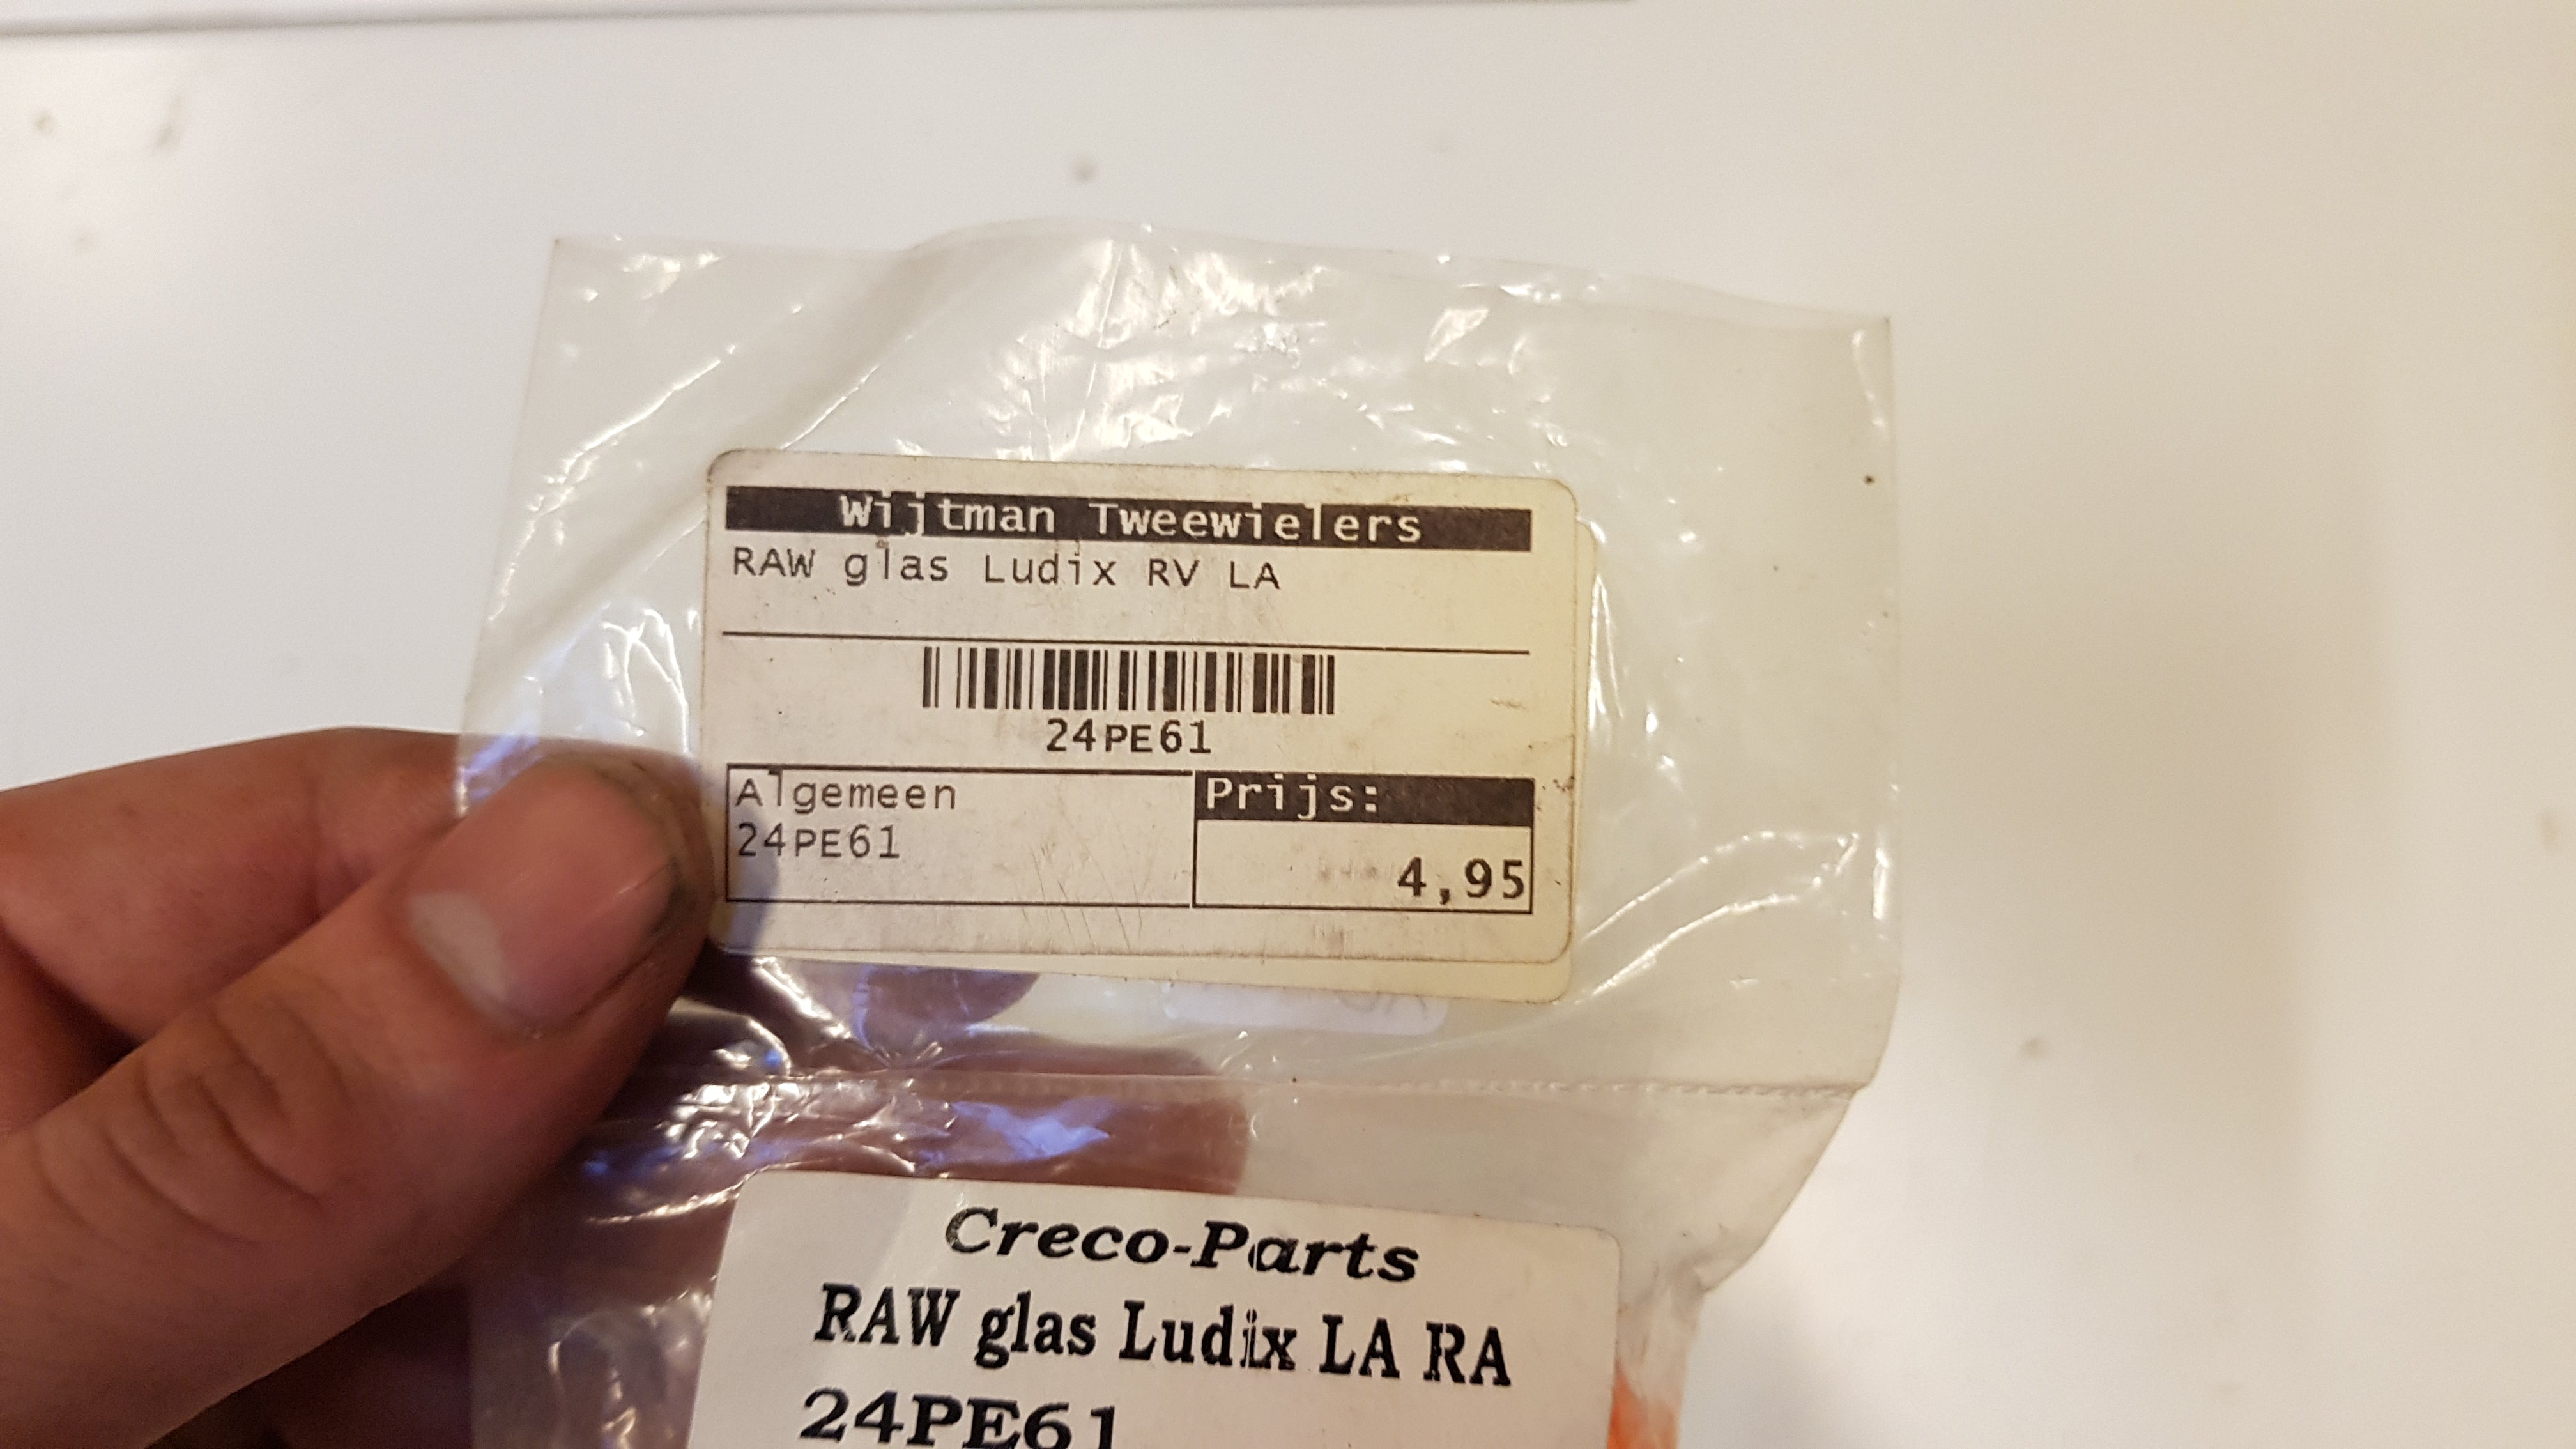 Wijtman Tweewielers
RAW glas Ludix RV LA
24PE61
Algemeen
24PE61
Prijs:
4,95
Creco-Parts
RAW glas Ludix LA RA
24PE61